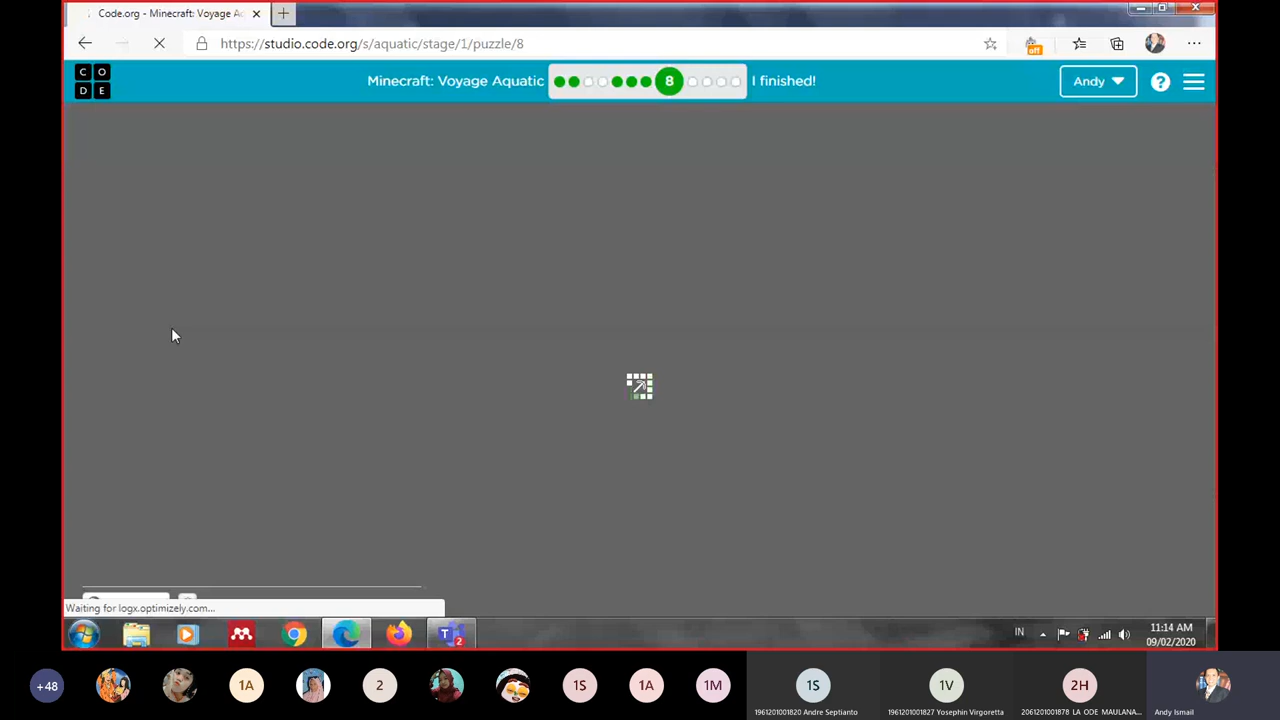 Code.org - Minecraft: Voyage Aq
https://studio.code.org/s/aquatic/stage/1/puzzle/8
off
C O D E
Minecraft: Voyage Aquatic
8
I finished!
Andy
?
Waiting for logx.optimizely.com...
T
2
IN
11:14 AM
09/02/2020
+48
1A
2
1S
1A
1M
1S
1V
2H
1961201001820 Andre Septianto
1961201001827 Yosephin Virgoretta
2061201001878 LA ODE MAULANA...
Andy Ismail